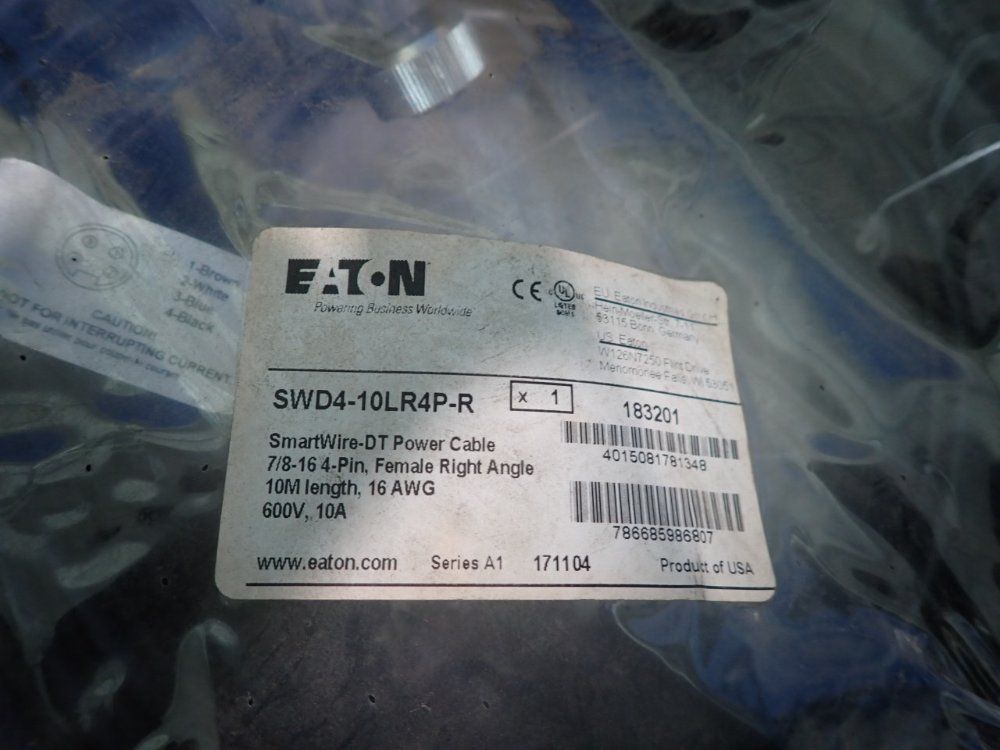 1-Brown
2-White
3-Blue
4-Black
CAUTION:
NOT FOR INTERRUPTING CURRENT
EATON
Powering Business Worldwide
CE
UL
LISTED
EU. Eaton Industries GmbH
Hein-Moeller-Str. 7-11
53115 Bonn, Germany
US. Eaton
W126N7250 Flint Drive
Menomonee Falls, WI 53051
SWD4-10LR4P-R
x 1
183201
SmartWire-DT Power Cable
7/8-16 4-Pin, Female Right Angle
10M length, 16 AWG
600V, 10A
4015081781348
786685986807
www.eaton.com
Series A1
171104
Product of USA